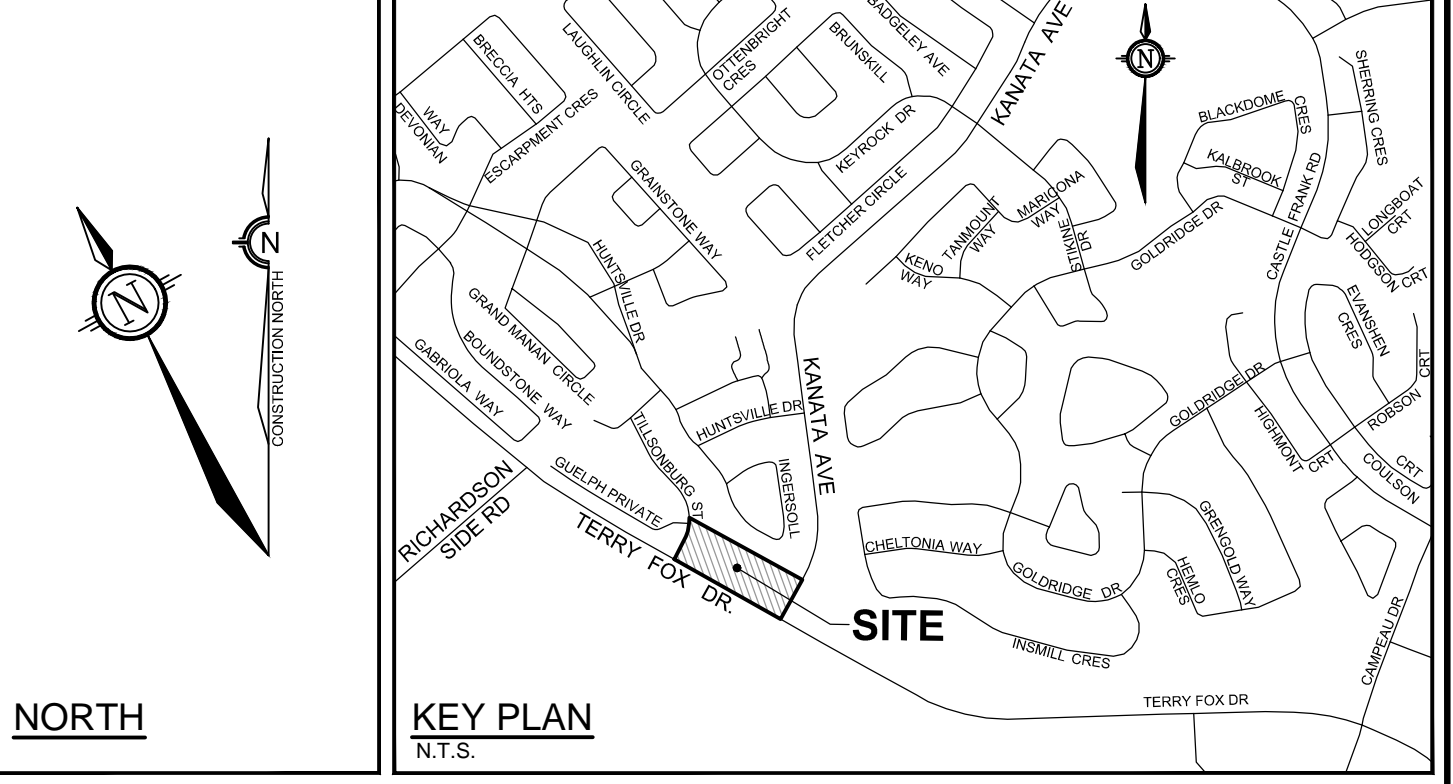 N
N
CONSTRUCTION NORTH
NORTH
BRECCIA HTS
WAY
DEVONIAN
ESCARPMENT CRES
LAUGHLIN CIRCLE
OTTENBRIGHT
CRES
BRUNSKILL
BADGELEY AVE
KANATA AVE
N
KEYROCK DR
FLETCHER CIRCLE
GRAINSTONE WAY
HUNTSVILLE DR
GRAND MANAN CIRCLE
BOUNDSTONE WAY
GABRIOLA WAY
TILLSONBURG ST
HUNTSVILLE DR
INGERSOLL
KANATA AVE
GUELPH PRIVATE
RICHARDSON
SIDE RD
TERRY FOX DR.
SITE
KENO
WAY
TANMOUNT
WAY
MARICONA
WAY
STIKINE
DR
GOLDRIDGE DR
BLACKDOME
CRES
KALBROOK
ST
CASTLE FRANK RD
SHERRING CRES
LONGBOAT
CRT
HODGSON CRT
EVANSHEN
CRES
CRT
ROBSON
GOLDRIDGE DR
HIGHMONT CRT
COULSON
CRT
CHELTONIA WAY
GOLDRIDGE DR
HEMLO
CRES
GRENGOLD WAY
INSMILL CRES
CAMPEAU DR
TERRY FOX DR
KEY PLAN
N.T.S.